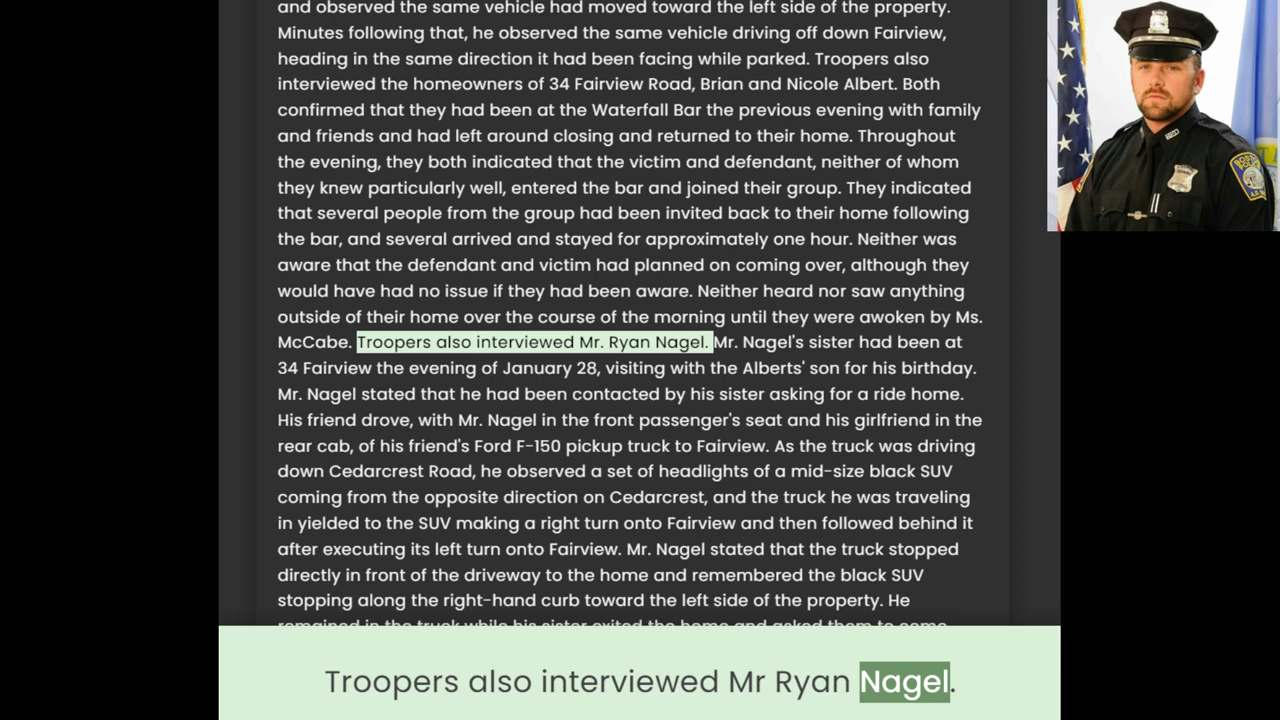 and observed the same vehicle had moved toward the left side of the property.
Minutes following that, he observed the same vehicle driving off down Fairview,
heading in the same direction it had been facing while parked. Troopers also
interviewed the homeowners of 34 Fairview Road, Brian and Nicole Albert. Both
confirmed that they had been at the Waterfall Bar the previous evening with family
and friends and had left around closing and returned to their home. Throughout
the evening, they both indicated that the victim and defendant, neither of whom
they knew particularly well, entered the bar and joined their group. They indicated
that several people from the group had been invited back to their home following
the bar, and several arrived and stayed for approximately one hour. Neither was
aware that the defendant and victim had planned on coming over, although they
would have had no issue if they had been aware. Neither heard nor saw anything
outside of their home over the course of the morning until they were awoken by Ms.
McCabe. Troopers also interviewed Mr. Ryan Nagel. Mr. Nagel's sister had been at
34 Fairview the evening of January 28, visiting with the Alberts' son for his birthday.
Mr. Nagel stated that he had been contacted by his sister asking for a ride home.
His friend drove, with Mr. Nagel in the front passenger's seat and his girlfriend in the
rear cab, of his friend's Ford F-150 pickup truck to Fairview. As the truck was driving
down Cedarcrest Road, he observed a set of headlights of a mid-size black SUV
coming from the opposite direction on Cedarcrest, and the truck he was traveling
in yielded to the SUV making a right turn onto Fairview and then followed behind it
after executing its left turn onto Fairview. Mr. Nagel stated that the truck stopped
directly in front of the driveway to the home and remembered the black SUV
stopping along the right-hand curb toward the left side of the property. He
remained in the truck while his sister exited the home and asked them to come
Troopers also interviewed Mr Ryan Nagel.